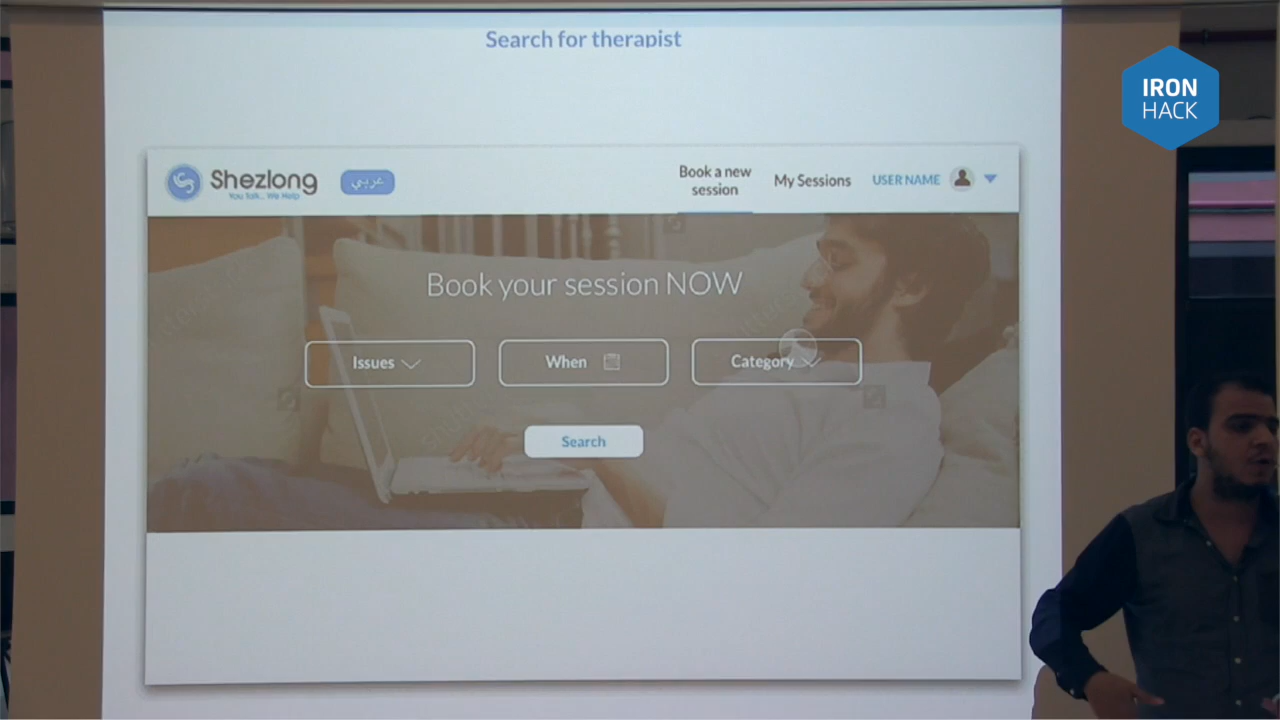 Search for therapist
IRON
HACK
Shezlong
You Talk... We Help
عربي
Book a new
session
My Sessions
USER NAME
Book your session NOW
Issues
When
Category
Search